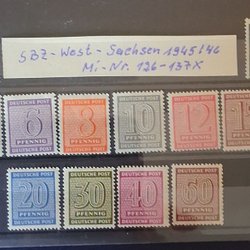 SBZ-West-Sachsen 1945/46
Mi-Nr. 126-137X
DEUTSCHE POST DEUTSCHE POST DEUTSCHE POST DEUTSCHE POST
6 8 10 12
PFENNIG PFENNIG PFENNIG PFENNIG
DEUTSCHE POST DEUTSCHE POST DEUTSCHE POST DEUTSCHE POST
20 30 40 60
PFENNIG PFENNIG PFENNIG PFENNIG